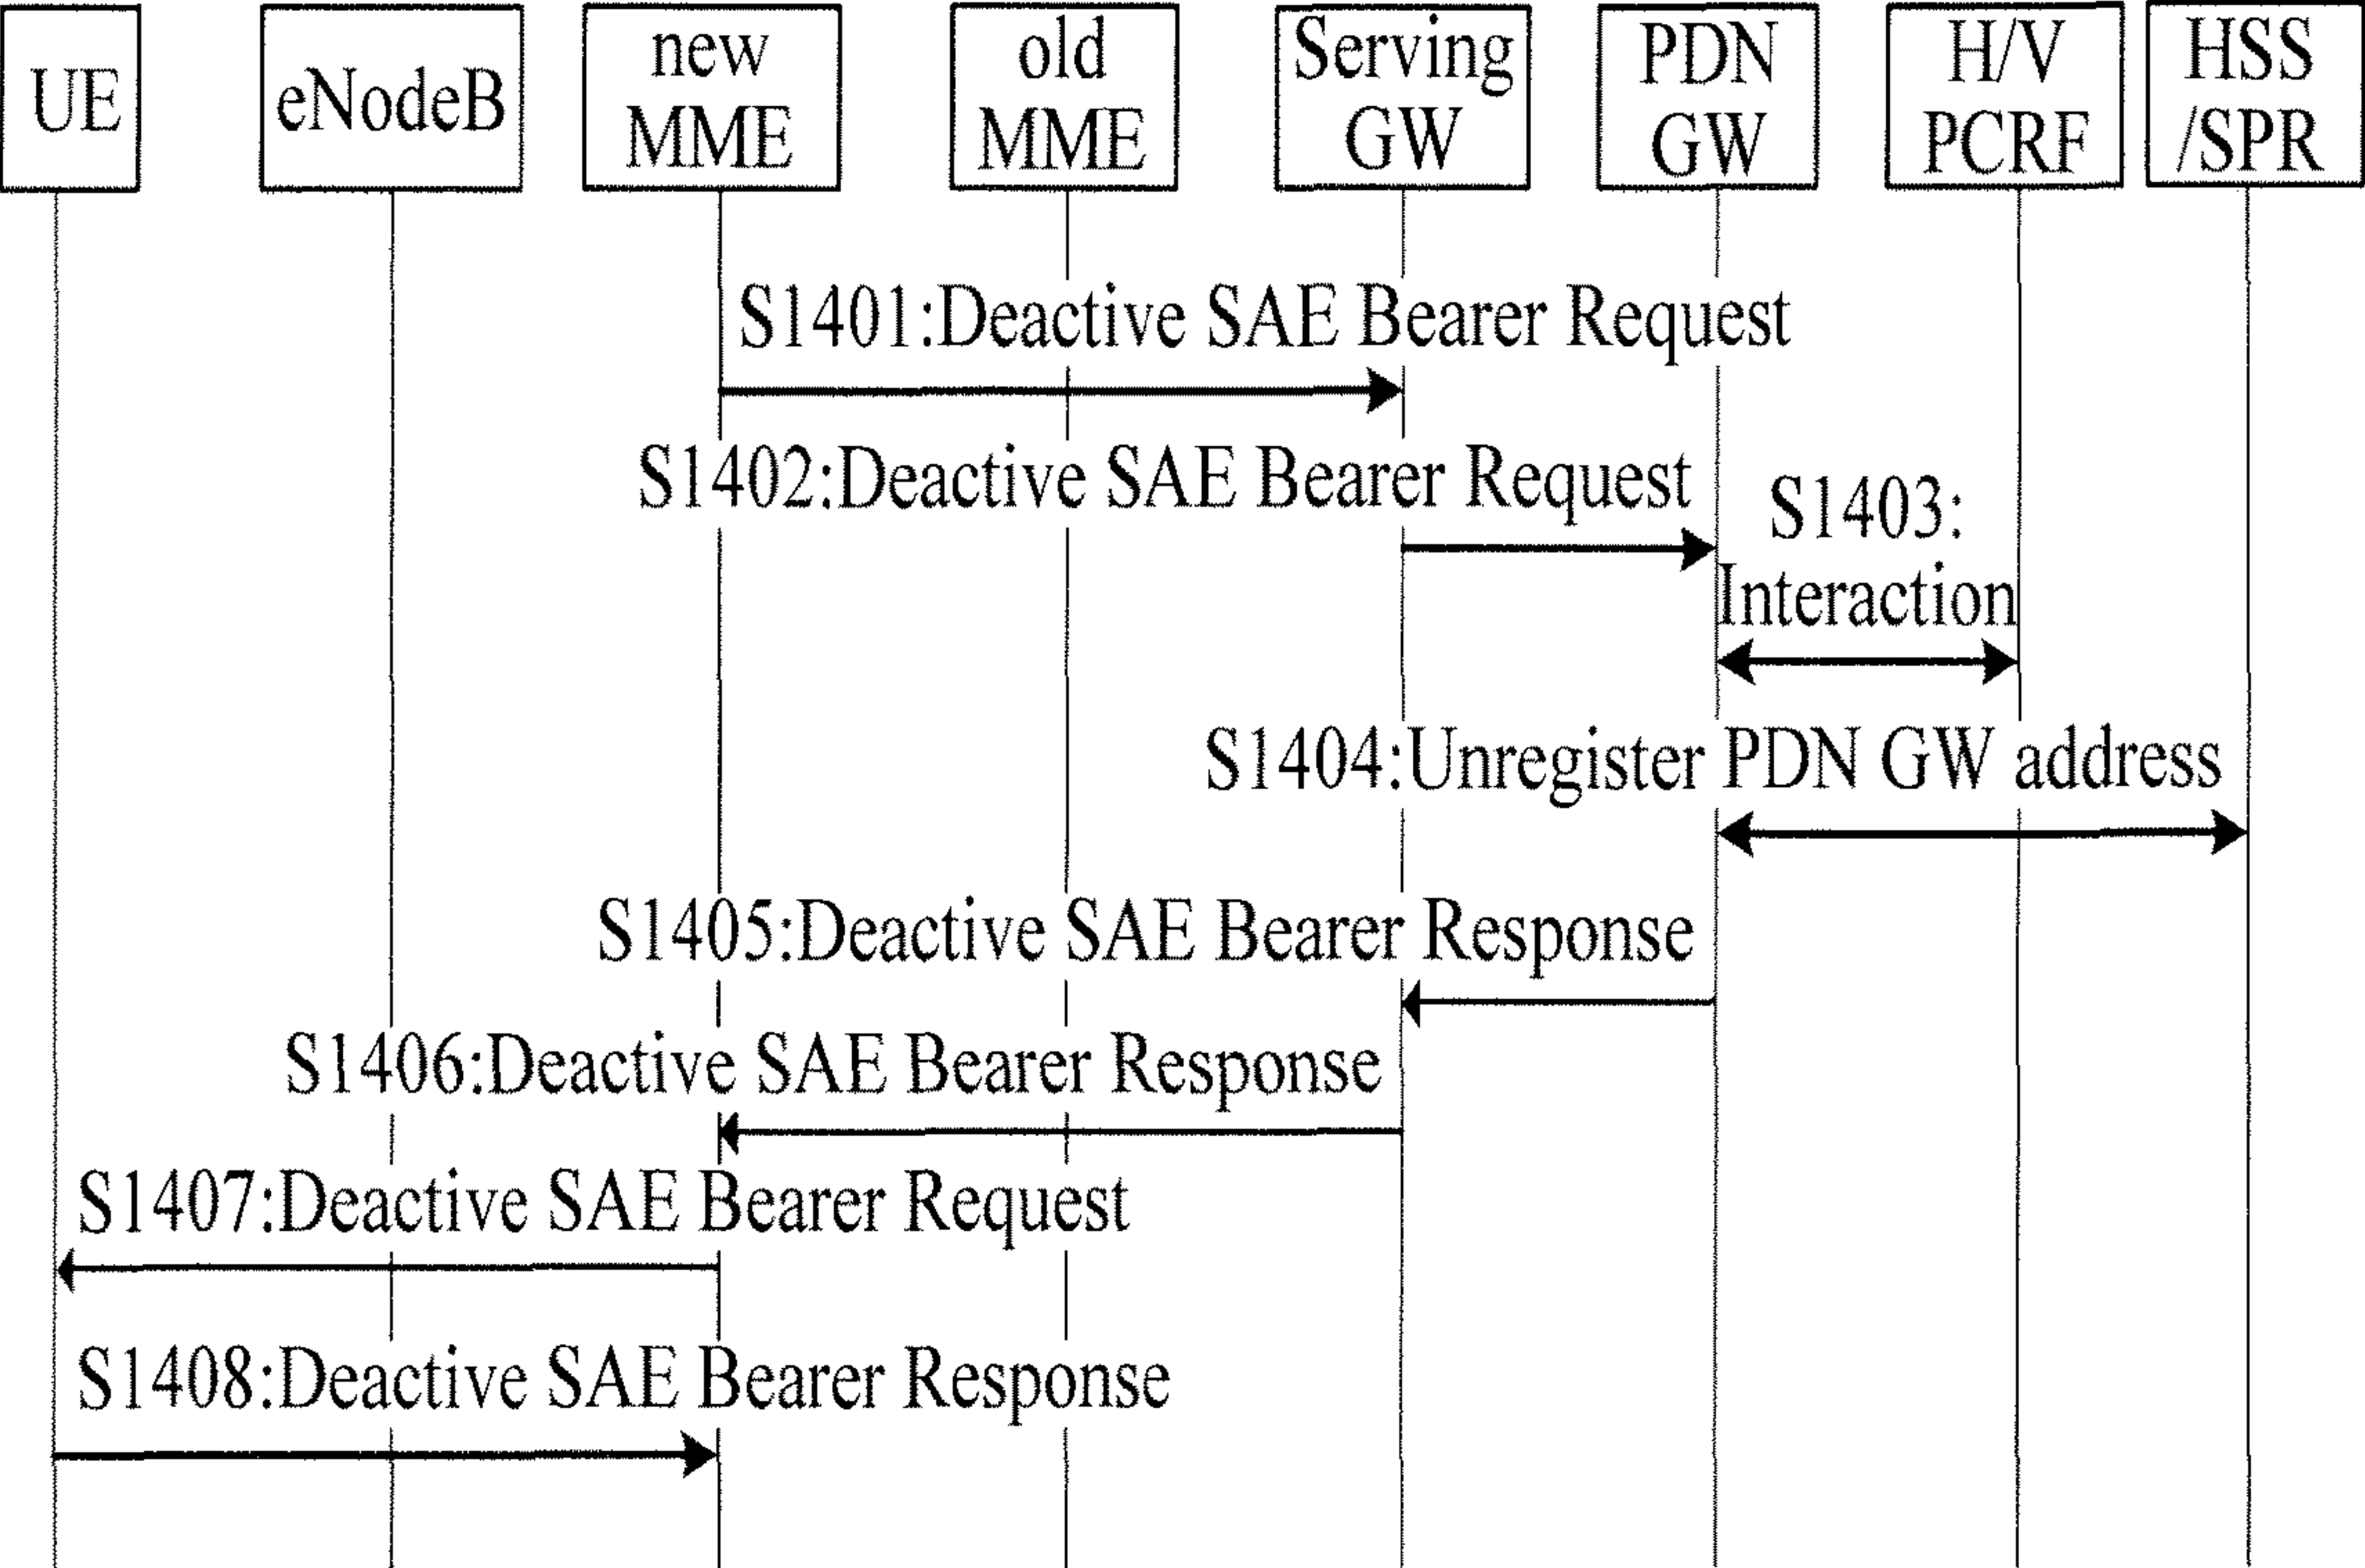 UE
eNodeB
new
MME
old
MME
Serving
GW
PDN
GW
H/V
PCRF
HSS
/SPR
S1401:Deactive SAE Bearer Request
S1402:Deactive SAE Bearer Request
S1403:
Interaction
S1404:Unregister PDN GW address
S1405:Deactive SAE Bearer Response
S1406:Deactive SAE Bearer Response
S1407:Deactive SAE Bearer Request
S1408:Deactive SAE Bearer Response